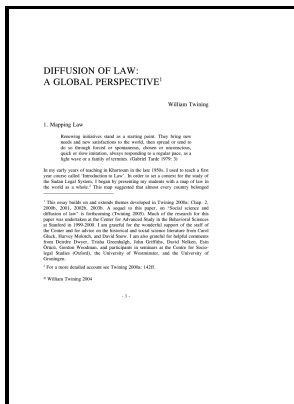 DIFFUSION OF LAW:
A GLOBAL PERSPECTIVE¹
William Twining
1. Mapping Law
Renewing initiatives stand as a starting point. They bring new
needs and new satisfactions to the world, then spread or tend to
do so through forced or spontaneous, chosen or unconscious,
quick or slow imitation, always responding to a regular pace, as a
light wave or a family of termites. (Gabriel Tarde 1979: 3)
In my early years of teaching in Khartoum in the late 1950s, I used to teach a first
year course called 'Introduction to Law'. In order to set a context for the study of
the Sudan Legal System, I began by presenting my students with a map of law in
the world as a whole.² This map suggested that almost every country belonged
¹ This essay builds on and extends themes developed in Twining 2000a: Chap. 2,
2000b, 2001, 2002b, 2003b. A sequel to this paper, on "Social science and
diffusion of law" is forthcoming (Twining 2005). Much of the research for this
paper was undertaken at the Center for Advanced Study in the Behavioral Sciences
at Stanford in 1999-2000. I am grateful for the wonderful support of the staff of
the Center and for advice on the historical and social science literature from Carol
Gluck, Harvey Molotch, and David Snow. I am also grateful for helpful comments
from Deirdre Dwyer, Trisha Greenhalgh, John Griffiths, David Nelken, Esin
Örücü, Gordon Woodman, and participants in seminars at the Centre for Socio-
legal Studies (Oxford), the University of Westminster, and the University of
Groningen.
² For a more detailed account see Twining 2000a: 142ff.
© William Twining 2004
- 1 -